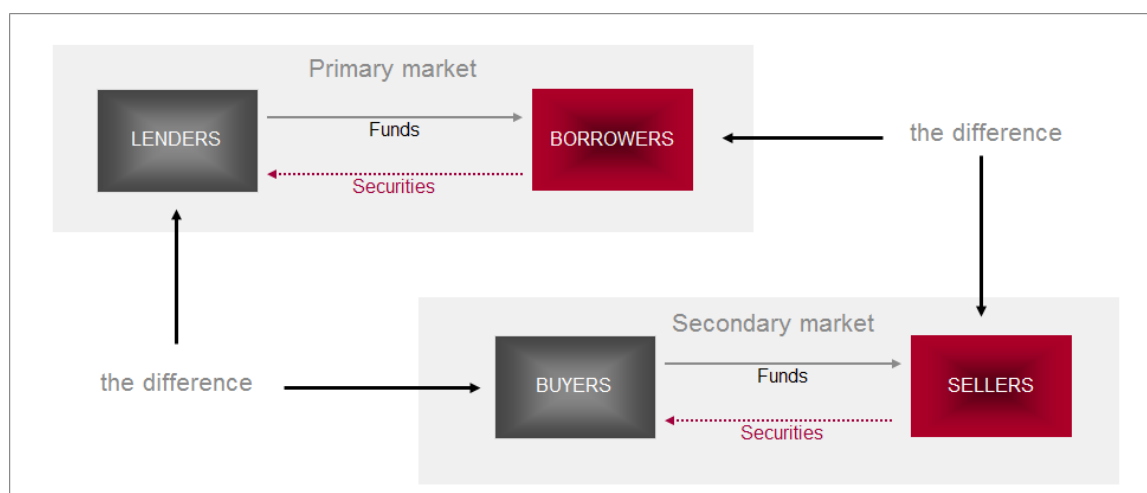 Primary market
LENDERS
Funds
BORROWERS
Securities
the difference
Secondary market
the difference
BUYERS
Funds
SELLERS
Securities